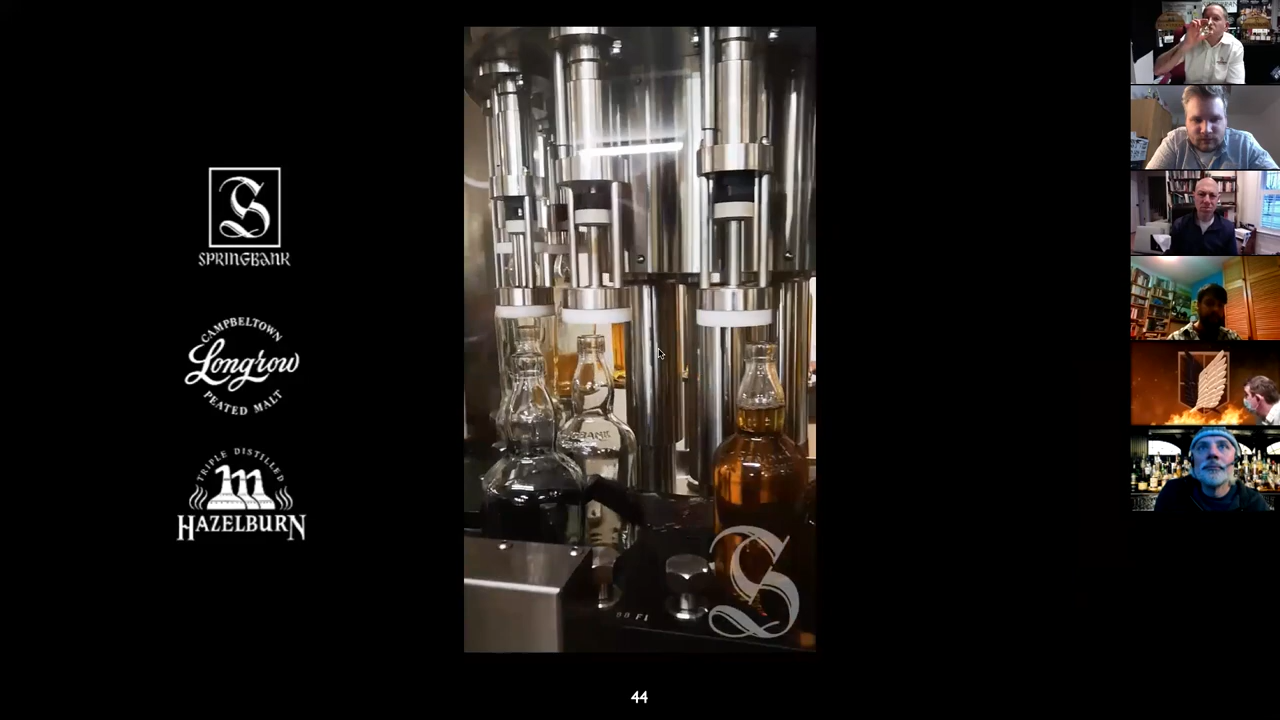 S
SPRINGBANK
CAMPBELTOWN
Longrow
PEATED MALT
TRIPLE DISTILLED
HAZELBURN
S
44